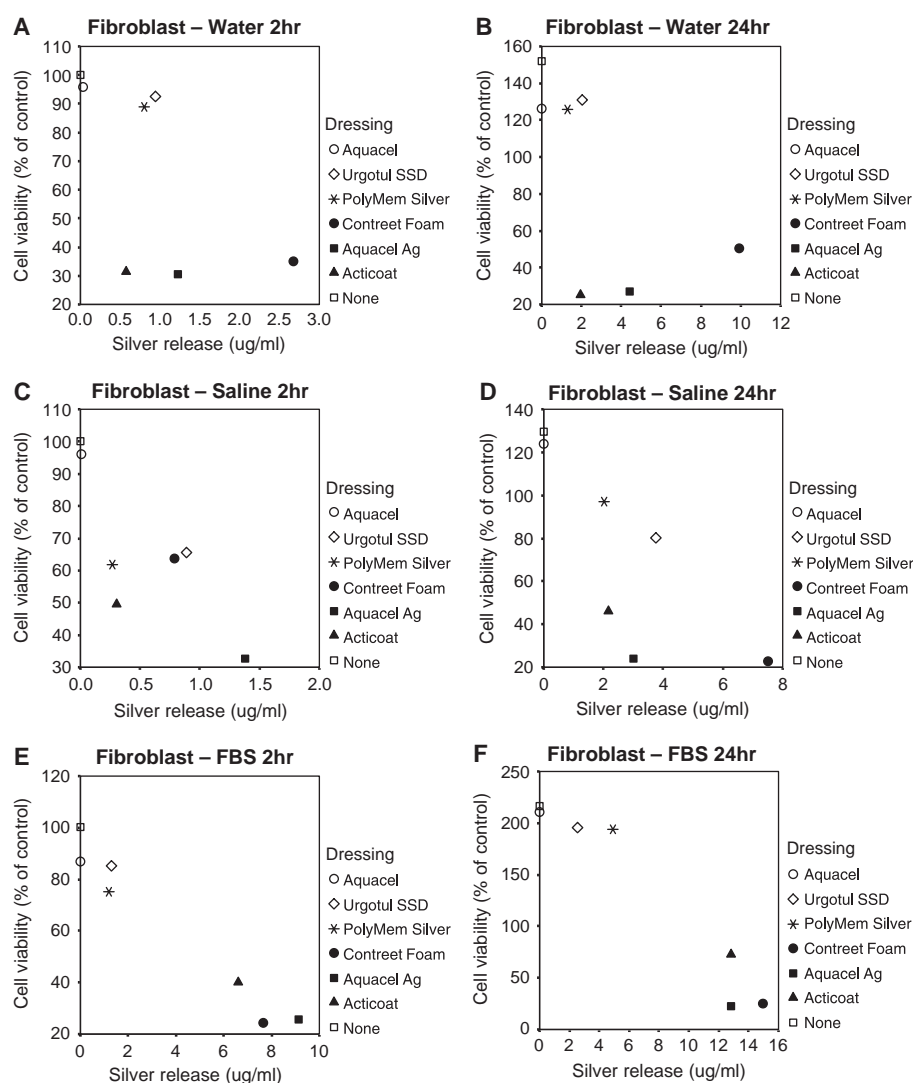 A Fibroblast – Water 2hr
Cell viability (% of control)
100
90
80
70
60
50
40
30
20
0.0 0.5 1.0 1.5 2.0 2.5 3.0
Silver release (ug/ml)
Dressing
Aquacel
Urgotul SSD
PolyMem Silver
Contreet Foam
Aquacel Ag
Acticoat
None
B Fibroblast – Water 24hr
Cell viability (% of control)
160
140
120
100
80
60
40
20
0 2 4 6 8 10 12
Silver release (ug/ml)
Dressing
Aquacel
Urgotul SSD
PolyMem Silver
Contreet Foam
Aquacel Ag
Acticoat
None
C Fibroblast – Saline 2hr
Cell viability (% of control)
110
100
90
80
70
60
50
40
30
0.0 0.5 1.0 1.5 2.0
Silver release (ug/ml)
Dressing
Aquacel
Urgotul SSD
PolyMem Silver
Contreet Foam
Aquacel Ag
Acticoat
None
D Fibroblast – Saline 24hr
Cell viability (% of control)
140
120
100
80
60
40
20
0 2 4 6 8
Silver release (ug/ml)
Dressing
Aquacel
Urgotul SSD
PolyMem Silver
Contreet Foam
Aquacel Ag
Acticoat
None
E Fibroblast – FBS 2hr
Cell viability (% of control)
120
100
80
60
40
20
0 2 4 6 8 10
Silver release (ug/ml)
Dressing
Aquacel
Urgotul SSD
PolyMem Silver
Contreet Foam
Aquacel Ag
Acticoat
None
F Fibroblast – FBS 24hr
Cell viability (% of control)
250
200
150
100
50
0
0 2 4 6 8 10 12 14 16
Silver release (ug/ml)
Dressing
Aquacel
Urgotul SSD
PolyMem Silver
Contreet Foam
Aquacel Ag
Acticoat
None